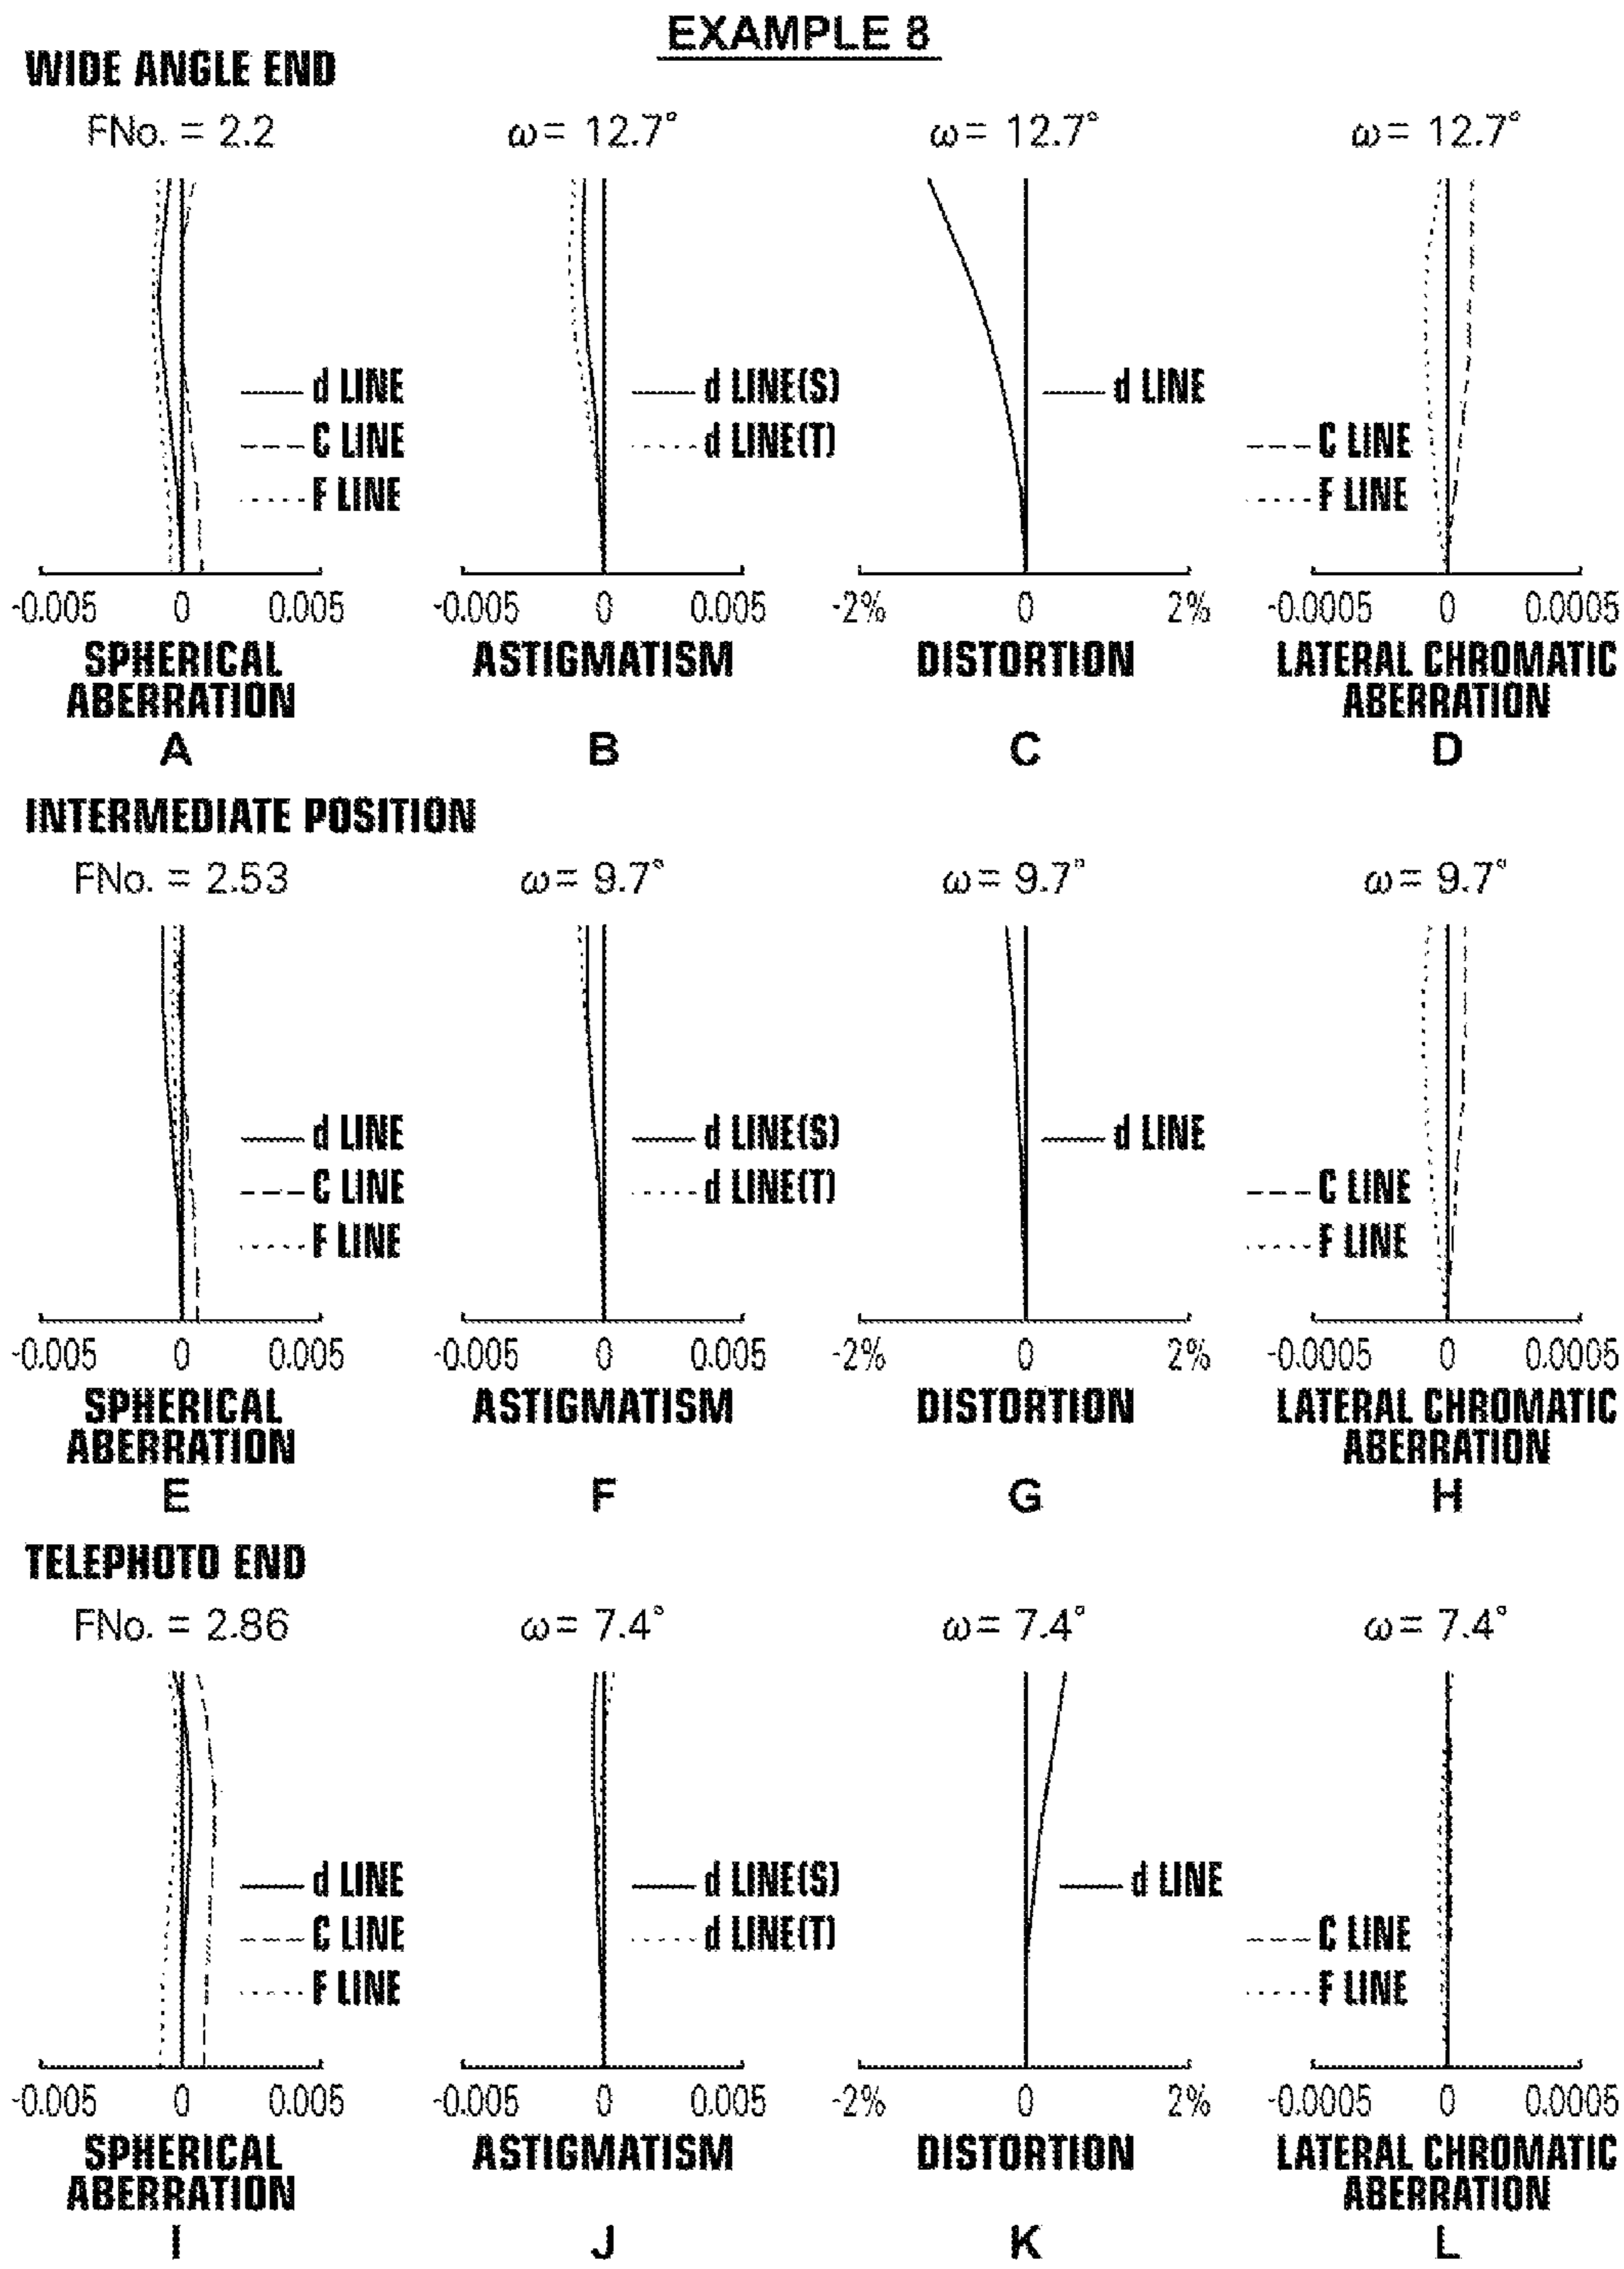 EXAMPLE 8
WIDE ANGLE END
FNo. = 2.2
ω = 12.7°
ω = 12.7°
ω = 12.7°
d LINE
C LINE
F LINE
d LINE(S)
d LINE(T)
d LINE
C LINE
F LINE
-0.005 0 0.005
-0.005 0 0.005
-2% 0 2%
-0.0005 0 0.0005
SPHERICAL
ABERRATION
ASTIGMATISM
DISTORTION
LATERAL CHROMATIC
ABERRATION
A
B
C
D
INTERMEDIATE POSITION
FNo. = 2.53
ω = 9.7°
ω = 9.7°
ω = 9.7°
d LINE
C LINE
F LINE
d LINE(S)
d LINE(T)
d LINE
C LINE
F LINE
-0.005 0 0.005
-0.005 0 0.005
-2% 0 2%
-0.0005 0 0.0005
SPHERICAL
ABERRATION
ASTIGMATISM
DISTORTION
LATERAL CHROMATIC
ABERRATION
E
F
G
H
TELEPHOTO END
FNo. = 2.86
ω = 7.4°
ω = 7.4°
ω = 7.4°
d LINE
C LINE
F LINE
d LINE(S)
d LINE(T)
d LINE
C LINE
F LINE
-0.005 0 0.005
-0.005 0 0.005
-2% 0 2%
-0.0005 0 0.0005
SPHERICAL
ABERRATION
ASTIGMATISM
DISTORTION
LATERAL CHROMATIC
ABERRATION
I
J
K
L